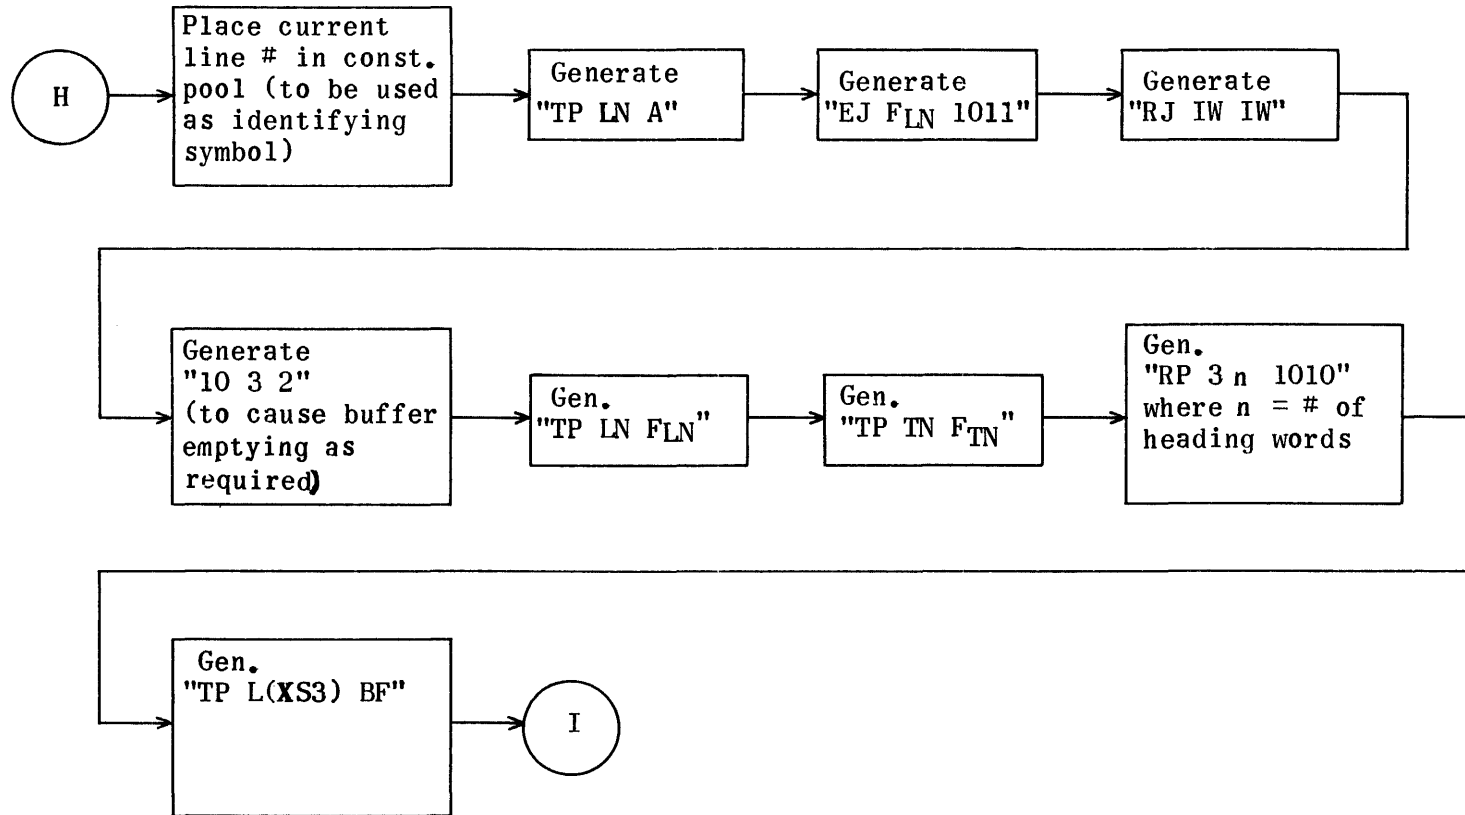 H
Place current
line # in const.
pool (to be used
as identifying
symbol)
Generate
"TP LN A"
Generate
"EJ FLN 1011"
Generate
"RJ IW IW"
Generate
"10 3 2"
(to cause buffer
emptying as
required)
Gen.
"TP LN FLN"
Gen.
"TP TN FTN"
Gen.
"RP 3n 1010"
where n = # of
heading words
Gen.
"TP L(XS3) BF"
I